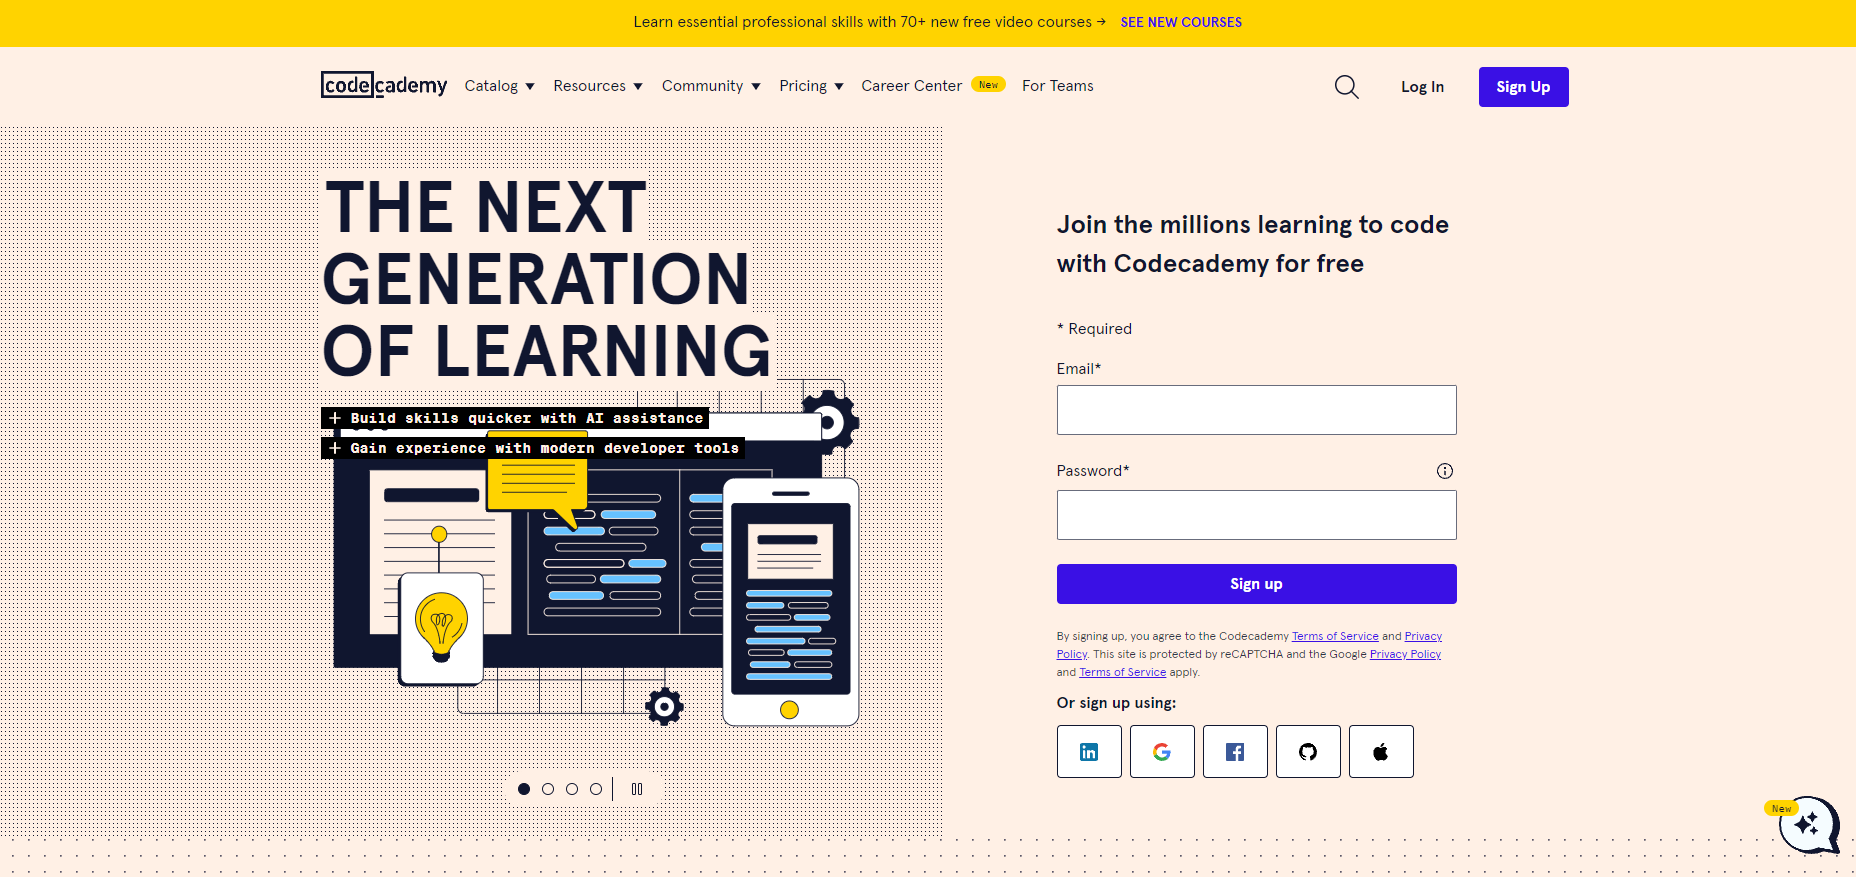 Learn essential professional skills with 70+ new free video courses → SEE NEW COURSES
codecademy Catalog Resources Community Pricing Career Center New For Teams Log In Sign Up
THE NEXT
GENERATION
OF LEARNING
+ Build skills quicker with AI assistance
+ Gain experience with modern developer tools
Join the millions learning to code
with Codecademy for free
* Required
Email*
Password*
Sign up
By signing up, you agree to the Codecademy Terms of Service and Privacy
Policy. This site is protected by reCAPTCHA and the Google Privacy Policy
and Terms of Service apply.
Or sign up using:
in G f
New